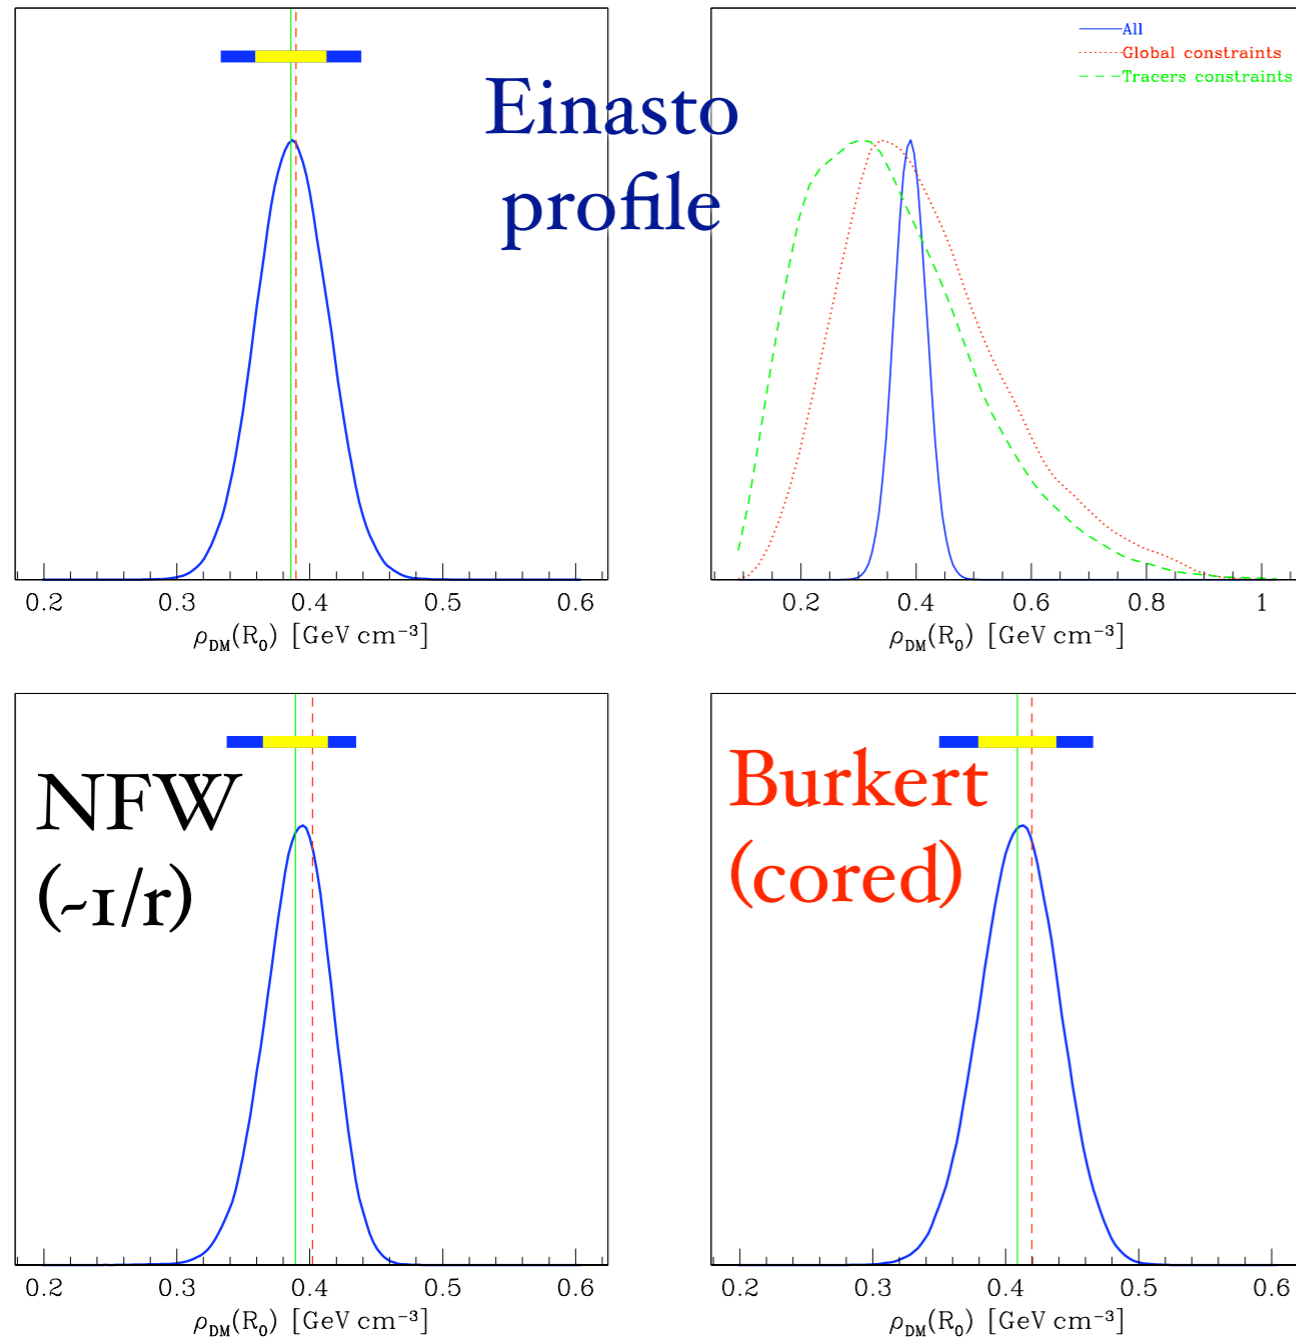 Einasto
profile
All
Global constraints
Tracers constraints
0.2 0.3 0.4 0.5 0.6
ρDM(R0) [GeV cm−3]
0.2 0.4 0.6 0.8 1
ρDM(R0) [GeV cm−3]
NFW
(~1/r)
0.2 0.3 0.4 0.5 0.6
ρDM(R0) [GeV cm−3]
Burkert
(cored)
0.2 0.3 0.4 0.5 0.6
ρDM(R0) [GeV cm−3]